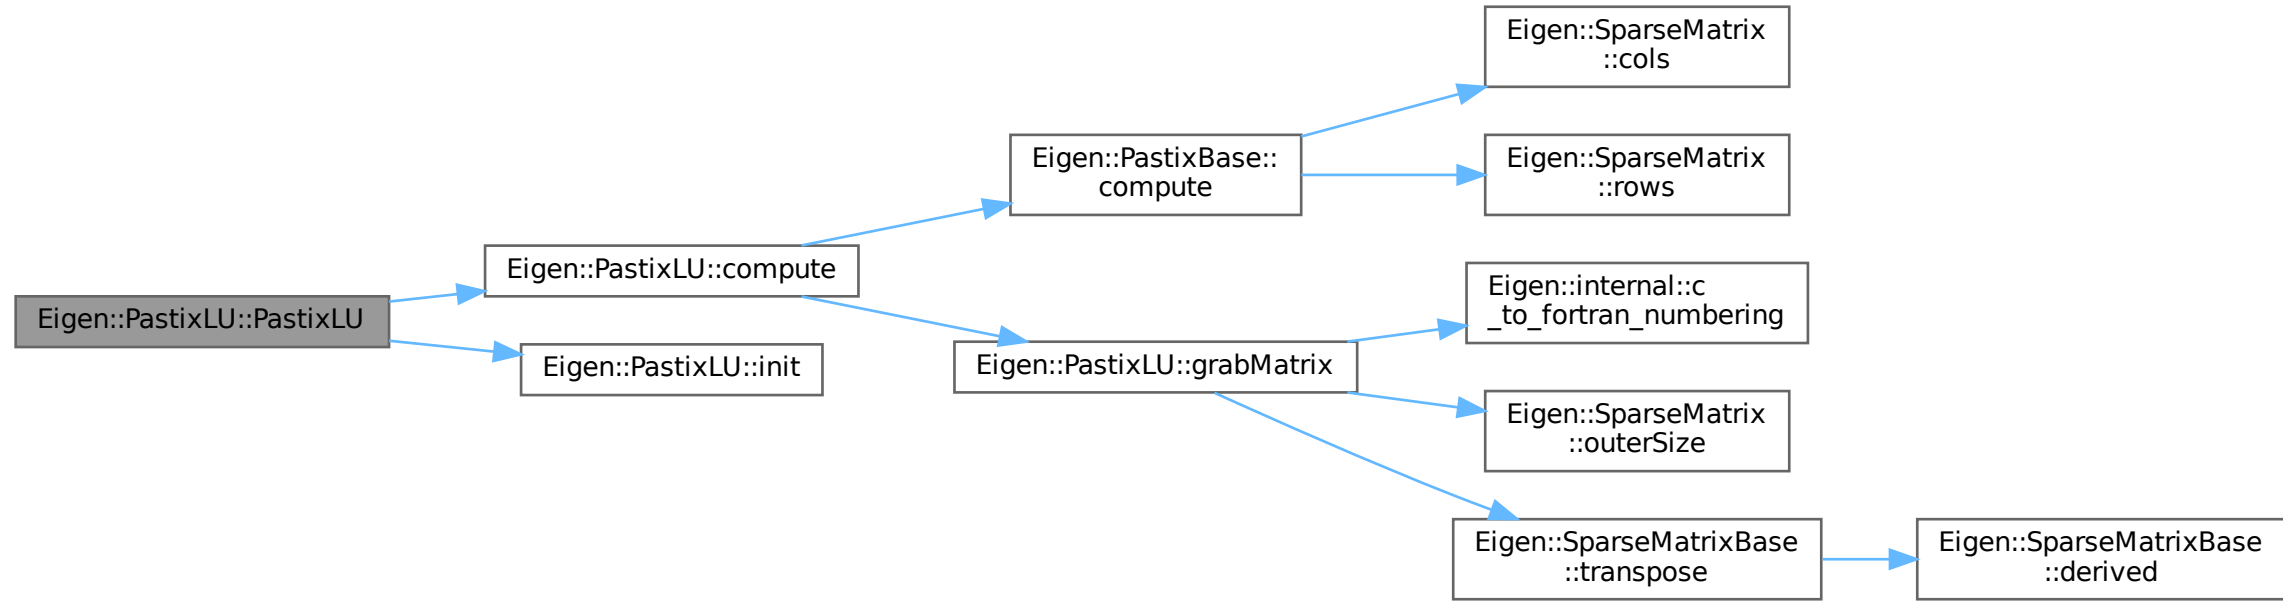 Eigen::PastixLU::PastixLU
Eigen::PastixLU::compute
Eigen::PastixLU::init
Eigen::PastixBase::
compute
Eigen::PastixLU::grabMatrix
Eigen::SparseMatrix
::cols
Eigen::SparseMatrix
::rows
Eigen::internal::c
_to_fortran_numbering
Eigen::SparseMatrix
::outerSize
Eigen::SparseMatrixBase
::transpose
Eigen::SparseMatrixBase
::derived